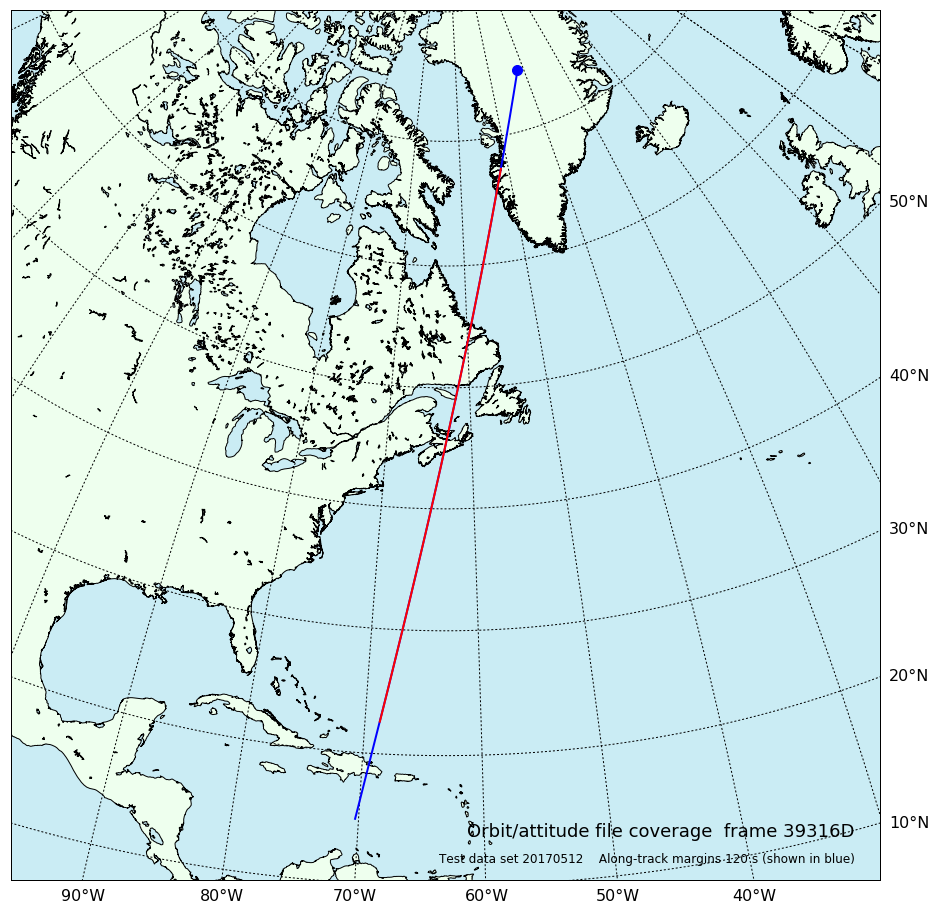 50°N
40°N
30°N
20°N
10°N
Orbit/attitude file coverage  frame 39316D
Test data set 20170512    Along-track margins 120 s (shown in blue)
80°W
70°W
60°W
50°W
40°W
90°W